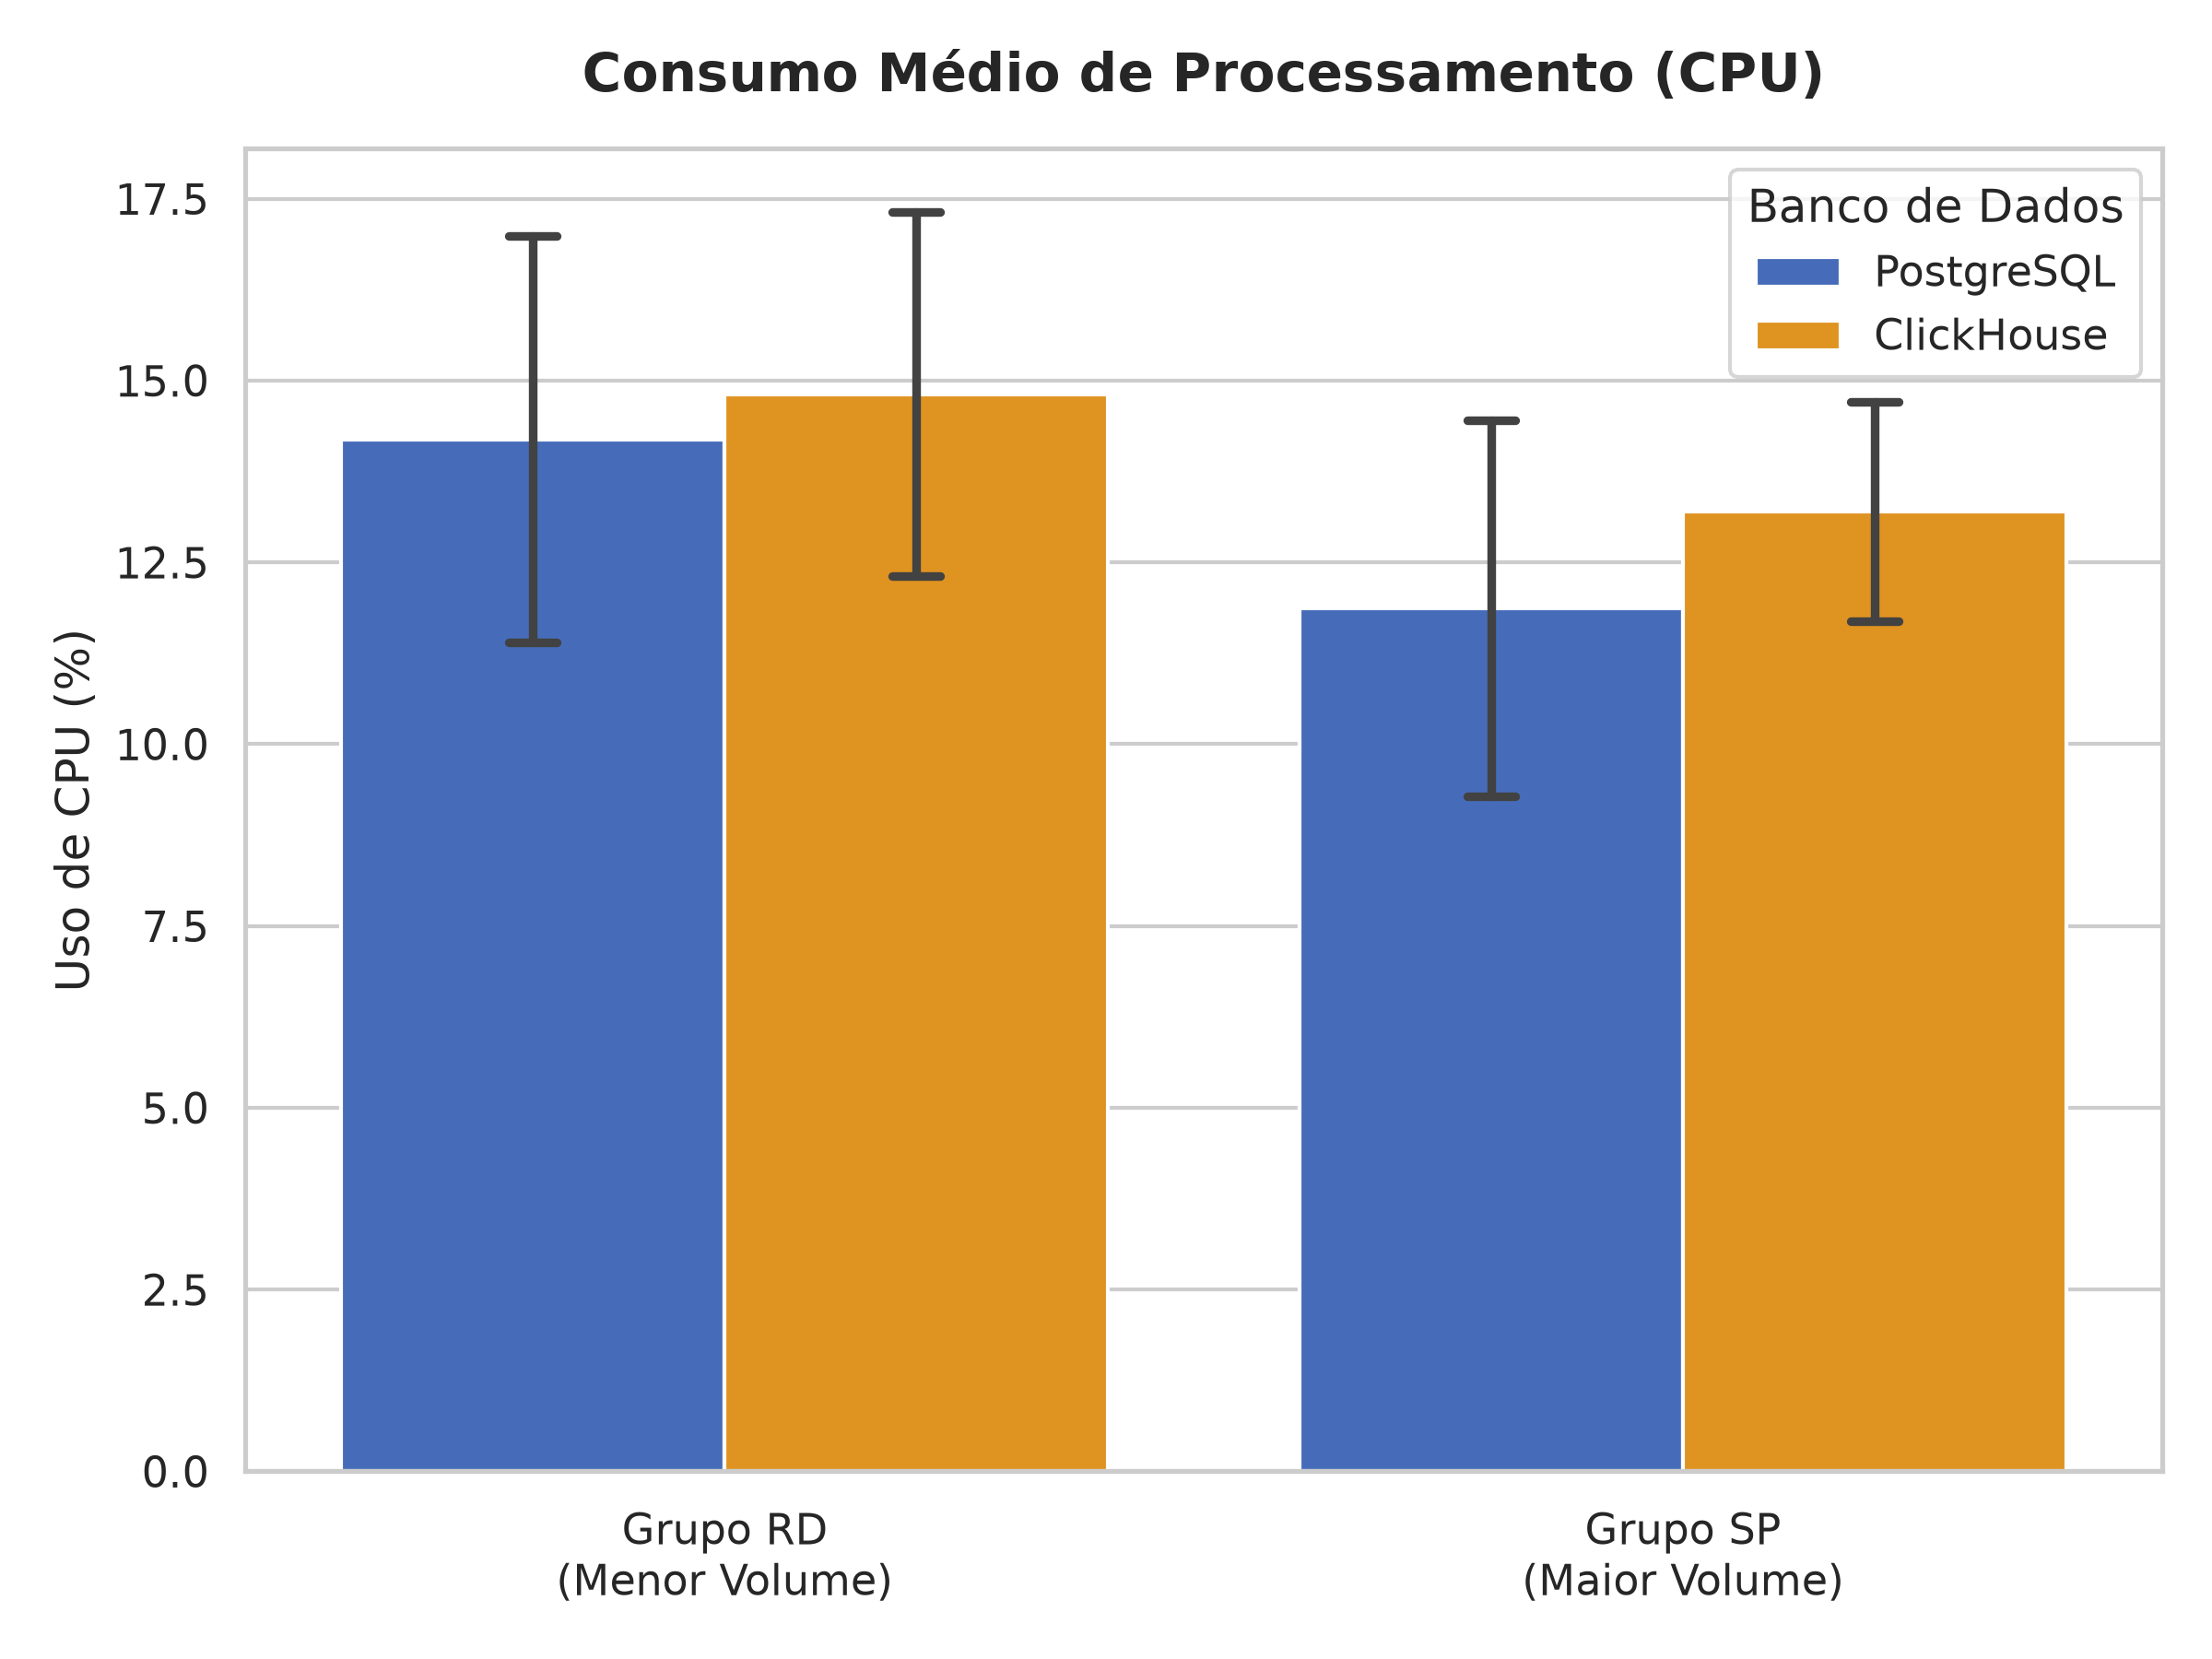 Consumo Médio de Processamento (CPU)
Banco de Dados
PostgreSQL
ClickHouse
Uso de CPU (%)
17.5
15.0
12.5
10.0
7.5
5.0
2.5
0.0
Grupo RD
(Menor Volume)
Grupo SP
(Maior Volume)